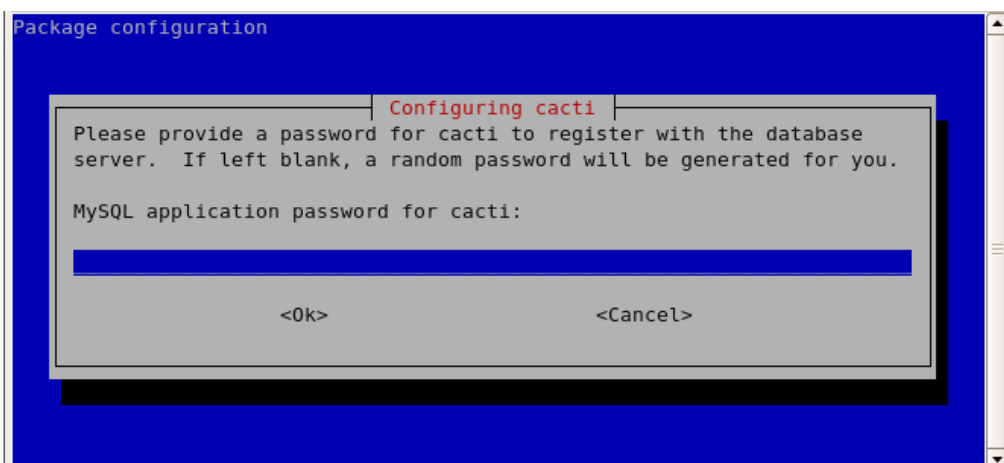 Package configuration
Configuring cacti
Please provide a password for cacti to register with the database
server.  If left blank, a random password will be generated for you.
MySQL application password for cacti:
<Ok>
<Cancel>